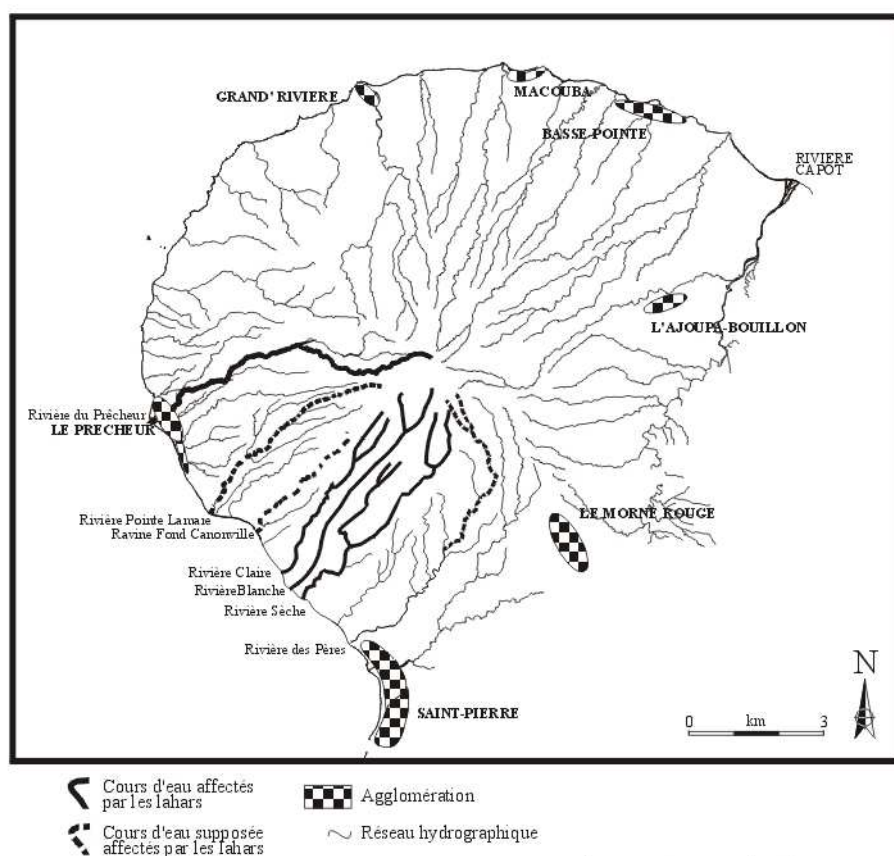 MACOUBA
GRAND' RIVIERE
BASSE-POINTE
RIVIERE
CAPOT
L'AJOUPA-BOUILLON
Rivière du Prêcheur
LE PRECHEUR
LE MORNE ROUGE
Rivière Pointe Lamare
Ravine Fond Canonville
Rivière Claire
RivièreBlanche
Rivière Sèche
Rivière des Pères
SAINT-PIERRE
N
0 km 3
Cours d'eau affectés
par les lahars
Agglomération
Cours d'eau supposée
affectés par les lahars
Réseau hydrographique